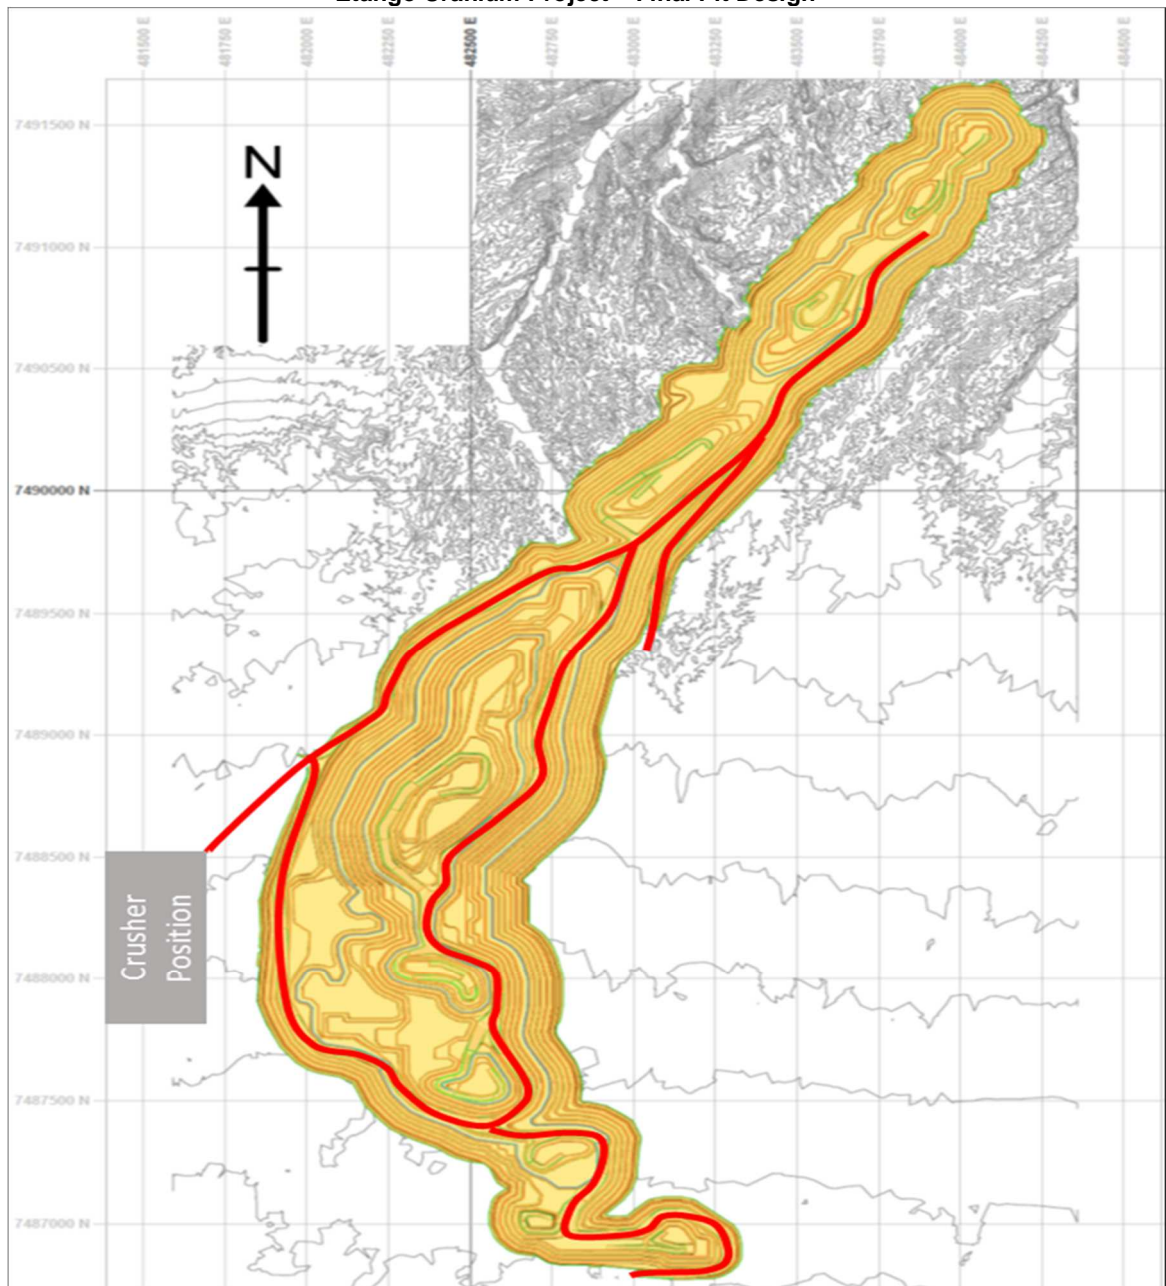 Etango Uranium Project – Final Pit Design
481500 E
481750 E
482000 E
482250 E
482500 E
482750 E
483000 E
483250 E
483500 E
483750 E
484000 E
484250 E
484500 E
7491500 N
N
7491000 N
7490500 N
7490000 N
7489500 N
7489000 N
7488500 N
Crusher
Position
7488000 N
7487500 N
7487000 N